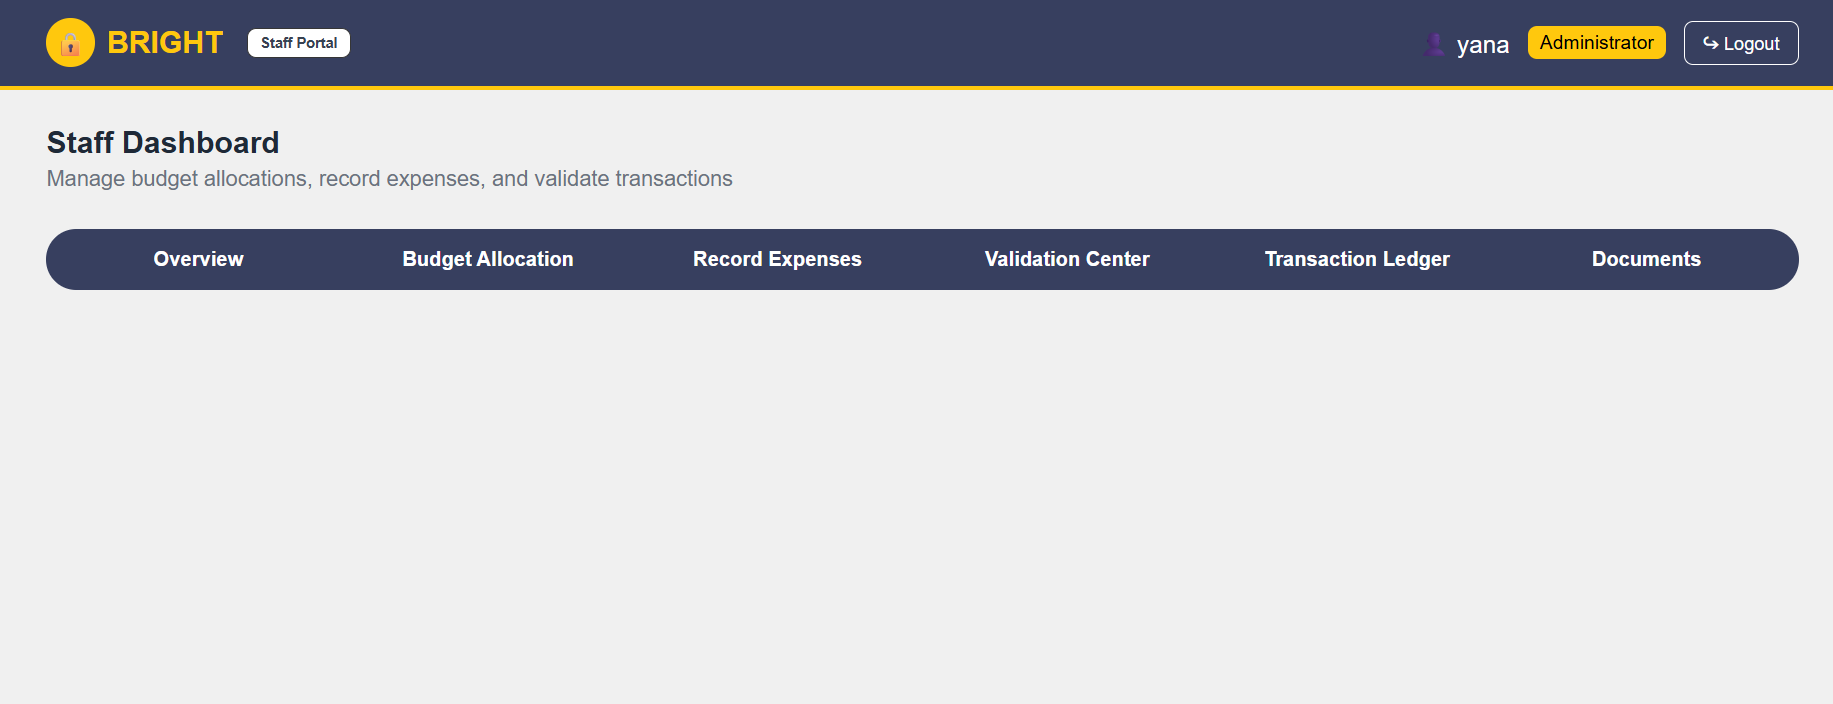 BRIGHT
Staff Portal
yana
Administrator
Logout
Staff Dashboard
Manage budget allocations, record expenses, and validate transactions
Overview
Budget Allocation
Record Expenses
Validation Center
Transaction Ledger
Documents